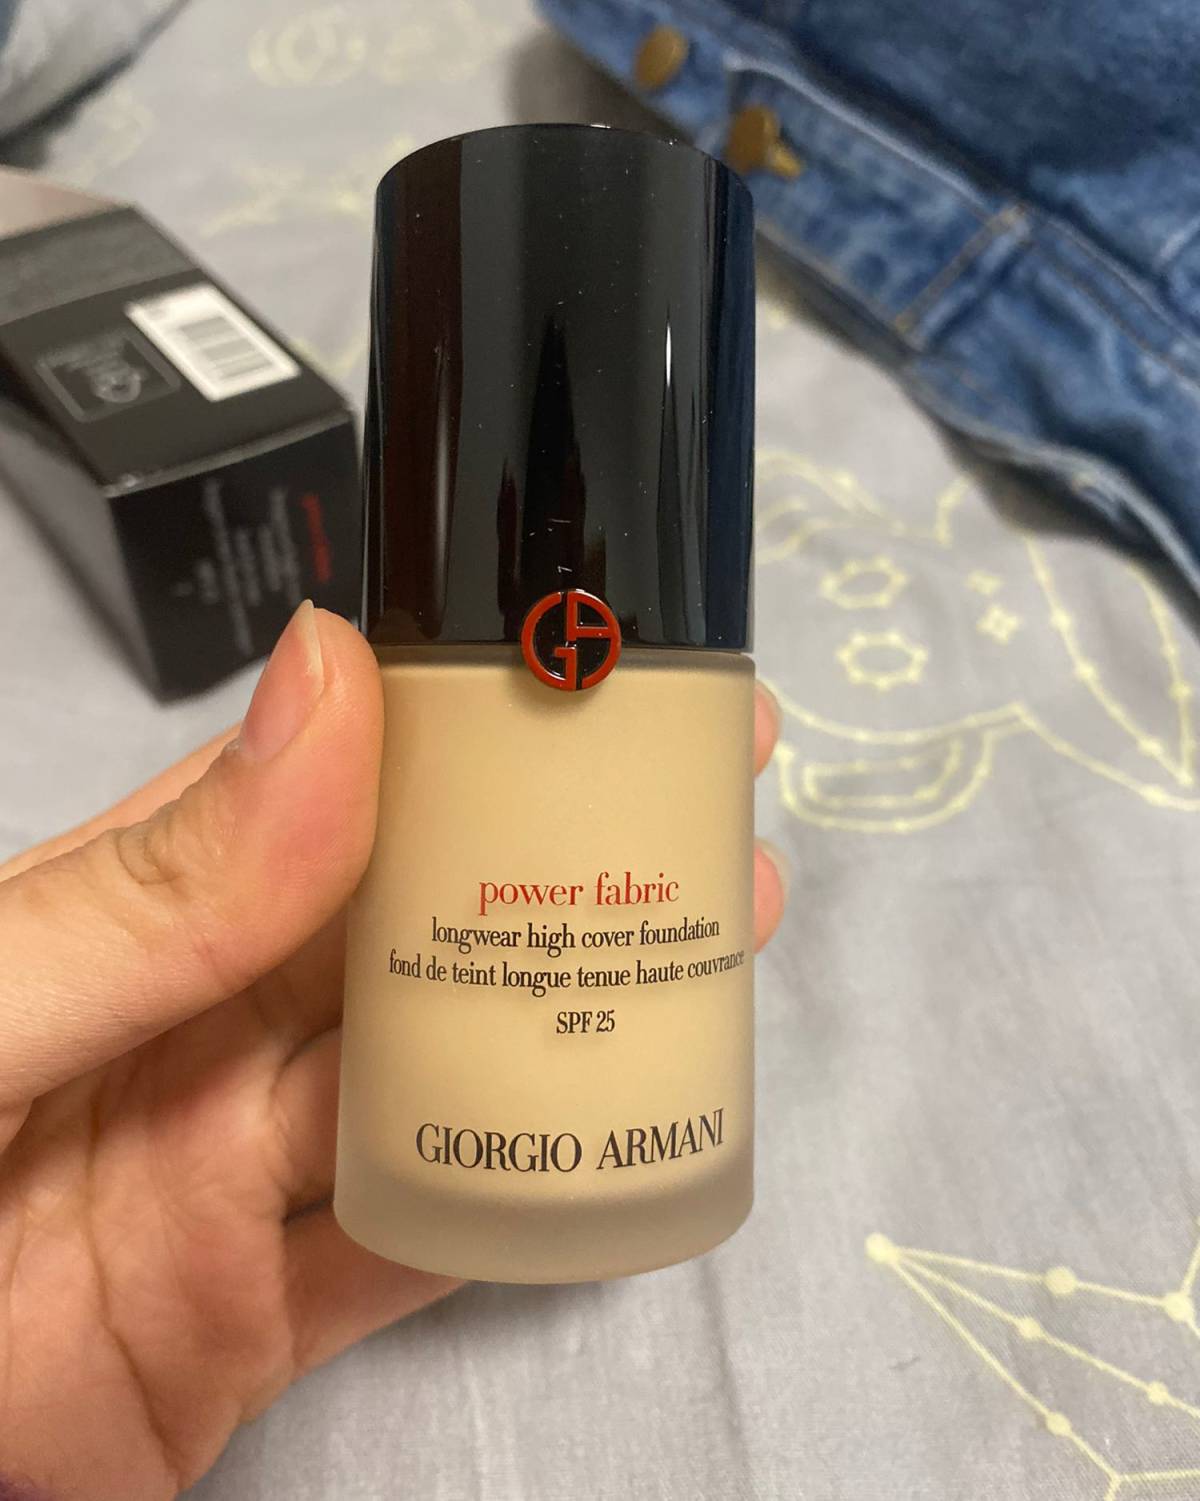 power fabric
longwear high cover foundation
fond de teint longue tenue haute couvrance
SPF 25
GIORGIO ARMANI